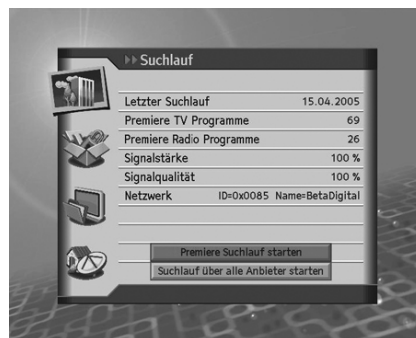 Suchlauf
Letzter Suchlauf 15.04.2005
Premiere TV Programme 69
Premiere Radio Programme 26
Signalstärke 100 %
Signalqualität 100 %
Netzwerk ID=0x0085 Name=BetaDigital
Premiere Suchlauf starten
Suchlauf über alle Anbieter starten